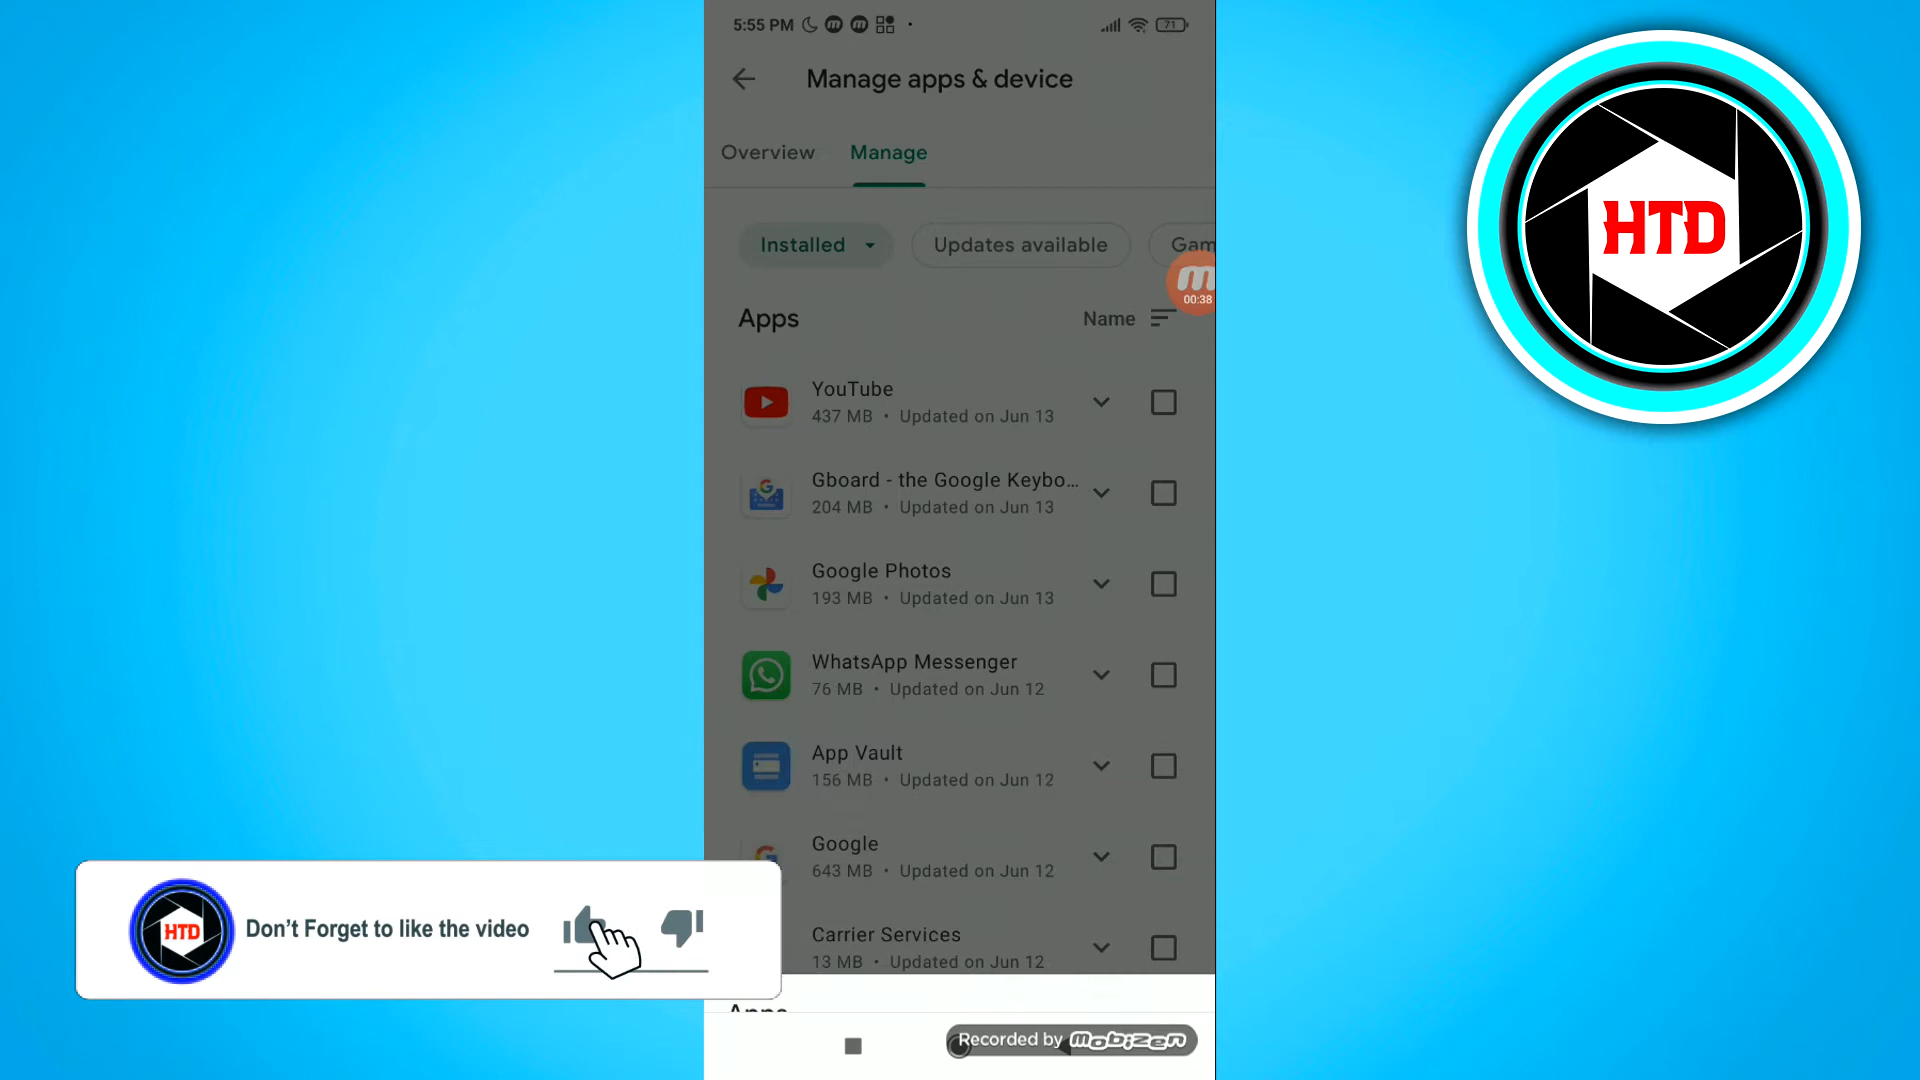 5:55 PM
71
Manage apps & device
Overview
Manage
Installed
Updates available
Gam
00:38
Apps
Name
YouTube
437 MB • Updated on Jun 13
Gboard - the Google Keybo...
204 MB • Updated on Jun 13
Google Photos
193 MB • Updated on Jun 13
WhatsApp Messenger
76 MB • Updated on Jun 12
App Vault
156 MB • Updated on Jun 12
Google
643 MB • Updated on Jun 12
Carrier Services
13 MB • Updated on Jun 12
Apps
Recorded by mobizen
HTD
HTD
Don't Forget to like the video